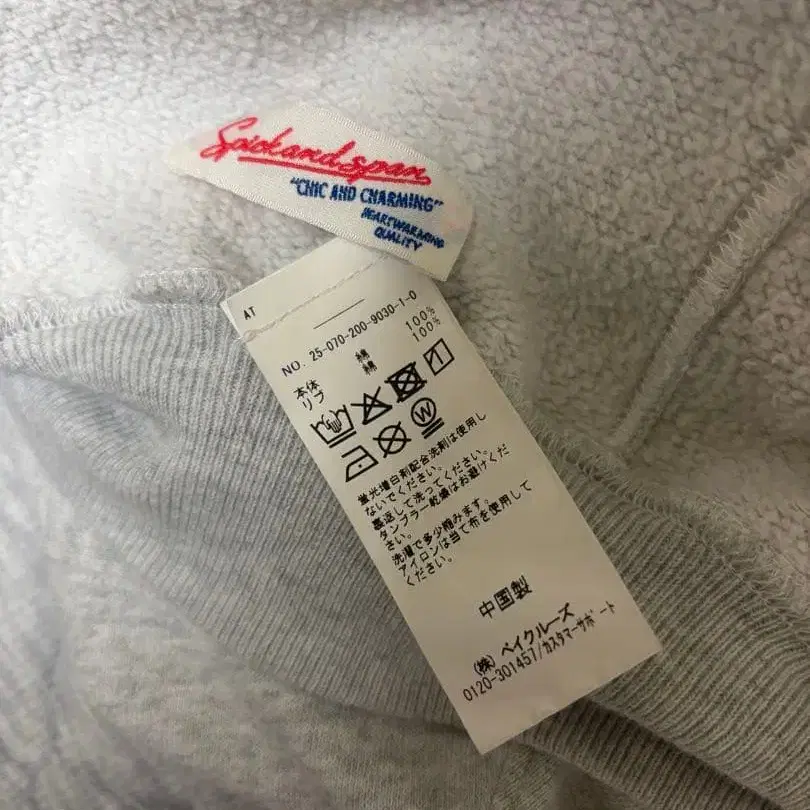 Spick and span
"CHIC AND CHARMING"
HEARTWARMING
QUALITY
AT
NO. 25-070-200-9030-1-0
本体 綿 100%
リブ 綿 100%
蛍光増白剤配合洗剤は使用し
ないでください。
裏返して洗ってください。
タンブラー乾燥はお避けくだ
さい。
洗濯で多少縮みます。
アイロンは当て布を使用して
ください。
中国製
(株) ベイクルーズ
0120-301457/カスタマーサポート